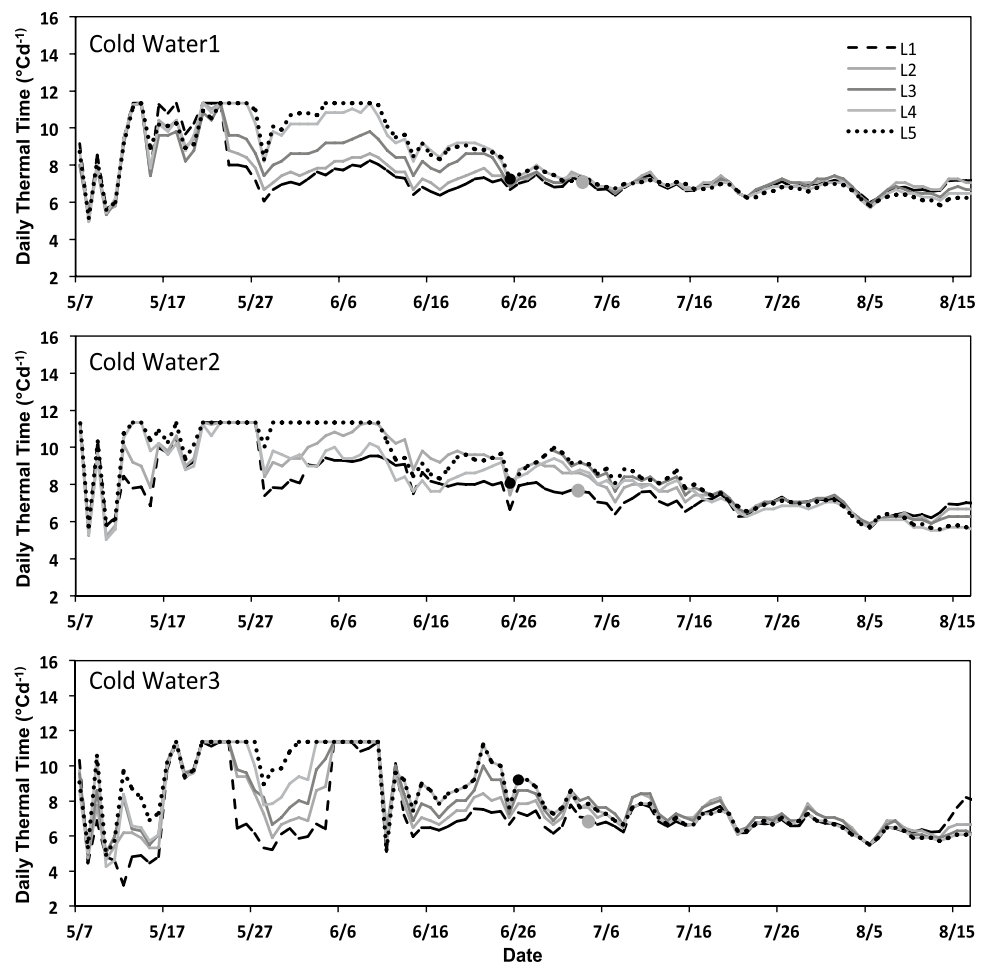 Cold Water1
Daily Thermal Time (°Cd-1)
16
14
12
10
8
6
4
2
L1
L2
L3
L4
L5
5/7 5/17 5/27 6/6 6/16 6/26 7/6 7/16 7/26 8/5 8/15
Cold Water2
Daily Thermal Time (°Cd-1)
16
14
12
10
8
6
4
2
5/7 5/17 5/27 6/6 6/16 6/26 7/6 7/16 7/26 8/5 8/15
Cold Water3
Daily Thermal Time (°Cd-1)
16
14
12
10
8
6
4
2
5/7 5/17 5/27 6/6 6/16 6/26 7/6 7/16 7/26 8/5 8/15
Date